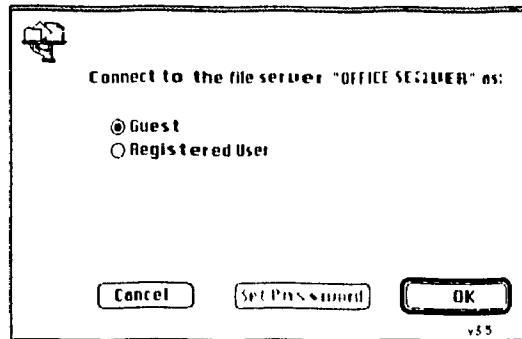 Connect to the file server "OFFICE SERVER" as:
Guest
Registered User
Cancel Set Password OK
v3.5